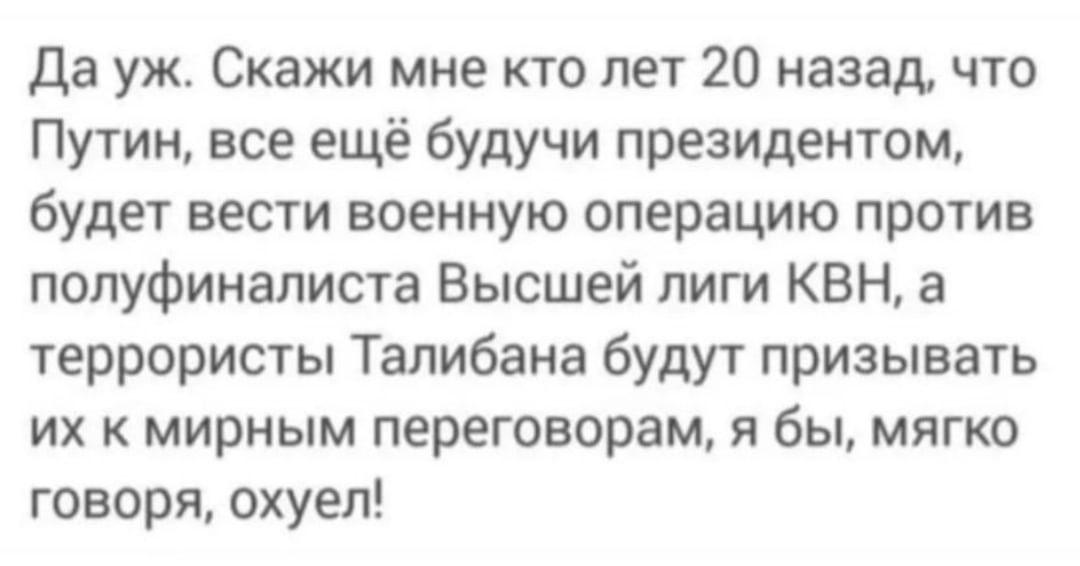 Да уж. Скажи мне кто лет 20 назад, что
Путин, все ещё будучи президентом,
будет вести военную операцию против
полуфиналиста Высшей лиги КВН, а
террористы Талибана будут призывать
их к мирным переговорам, я бы, мягко
говоря, охуел!